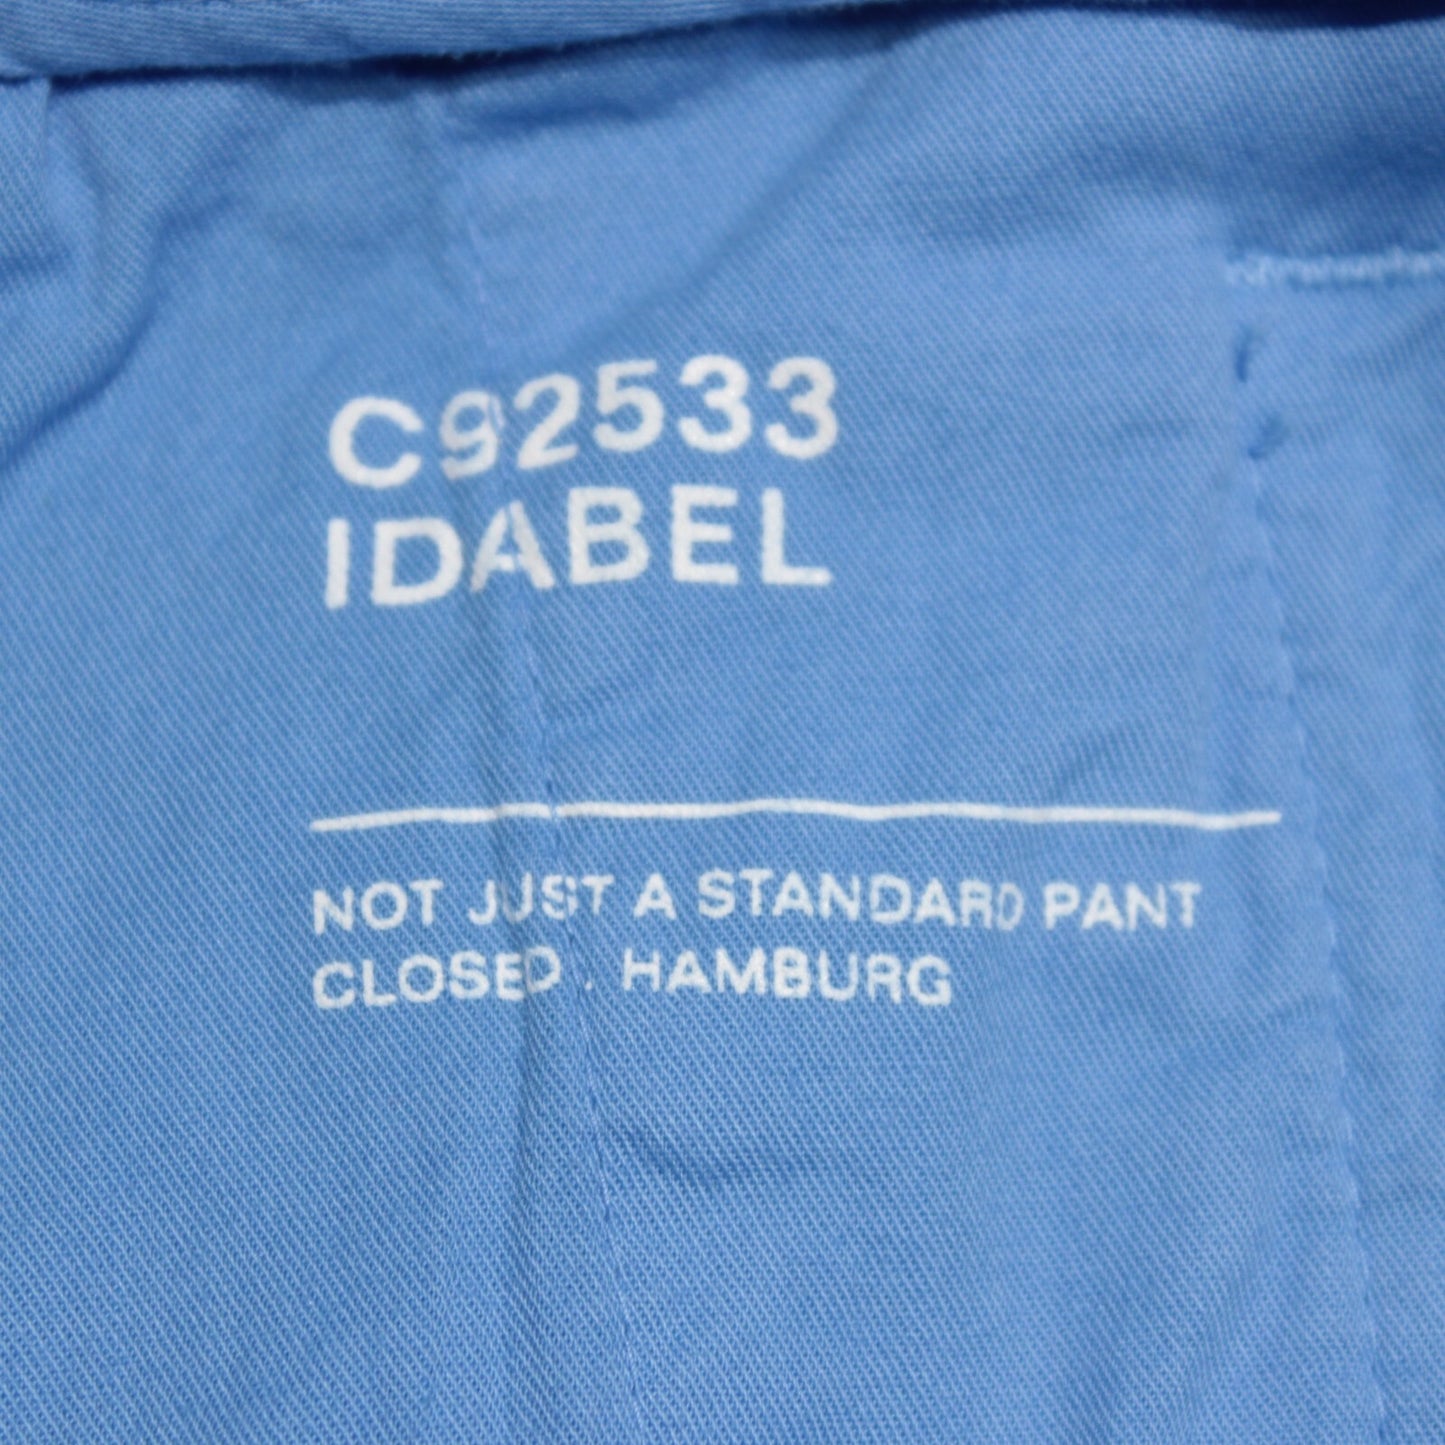 C92533
IDABEL
NOT JUST A STANDARD PANT
CLOSED . HAMBURG